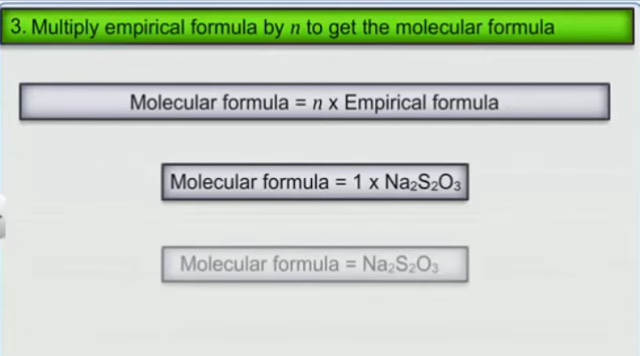 3. Multiply empirical formula by n to get the molecular formula
Molecular formula = n x Empirical formula
Molecular formula = 1 x Na₂S₂O₃
Molecular formula = Na₂S₂O₃